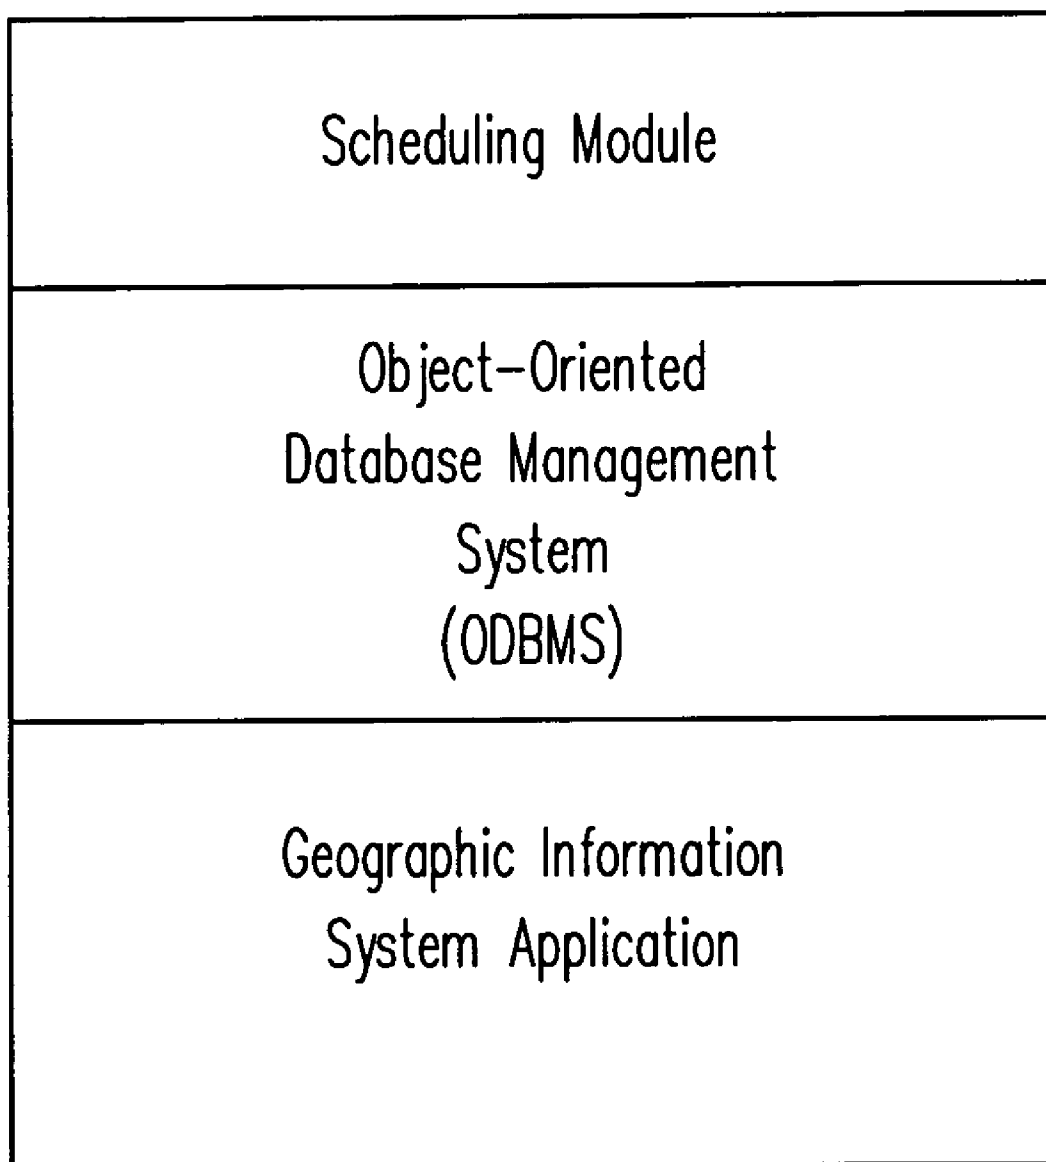 Scheduling Module
Object-Oriented
Database Management
System
(ODBMS)
Geographic Information
System Application